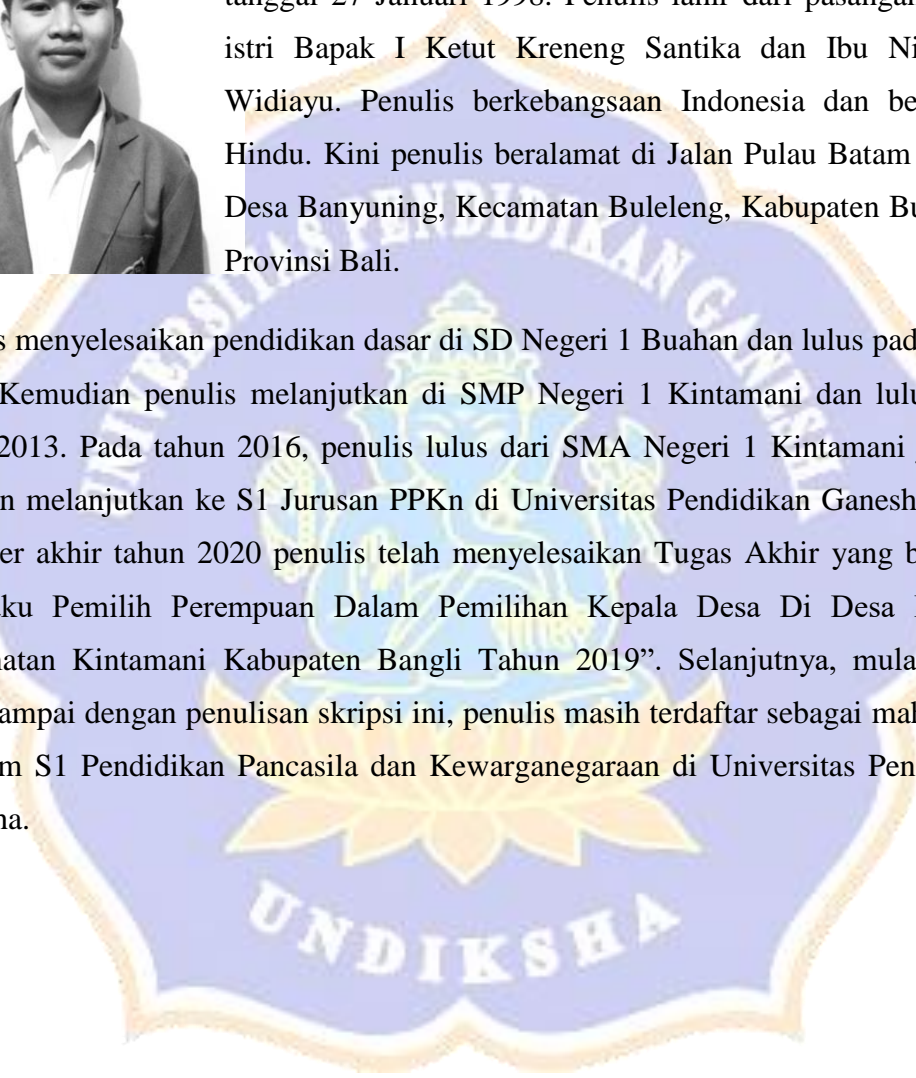 tanggal 27 Januari 1998. Penulis lahir dari pasangan
istri Bapak I Ketut Kreneng Santika dan Ibu Ni
Widiayu. Penulis berkebangsaan Indonesia dan be
Hindu. Kini penulis beralamat di Jalan Pulau Batam
Desa Banyuning, Kecamatan Buleleng, Kabupaten Bu
Provinsi Bali.
s menyelesaikan pendidikan dasar di SD Negeri 1 Buahan dan lulus pad
Kemudian penulis melanjutkan di SMP Negeri 1 Kintamani dan lulu
2013. Pada tahun 2016, penulis lulus dari SMA Negeri 1 Kintamani
n melanjutkan ke S1 Jurusan PPKn di Universitas Pendidikan Ganesh
er akhir tahun 2020 penulis telah menyelesaikan Tugas Akhir yang b
ku Pemilih Perempuan Dalam Pemilihan Kepala Desa Di Desa
natan Kintamani Kabupaten Bangli Tahun 2019”. Selanjutnya, mula
ampai dengan penulisan skripsi ini, penulis masih terdaftar sebagai mah
m S1 Pendidikan Pancasila dan Kewarganegaraan di Universitas Pen
na.
UNIVERSITAS PENDIDIKAN GANESHA
UNDIKSHA